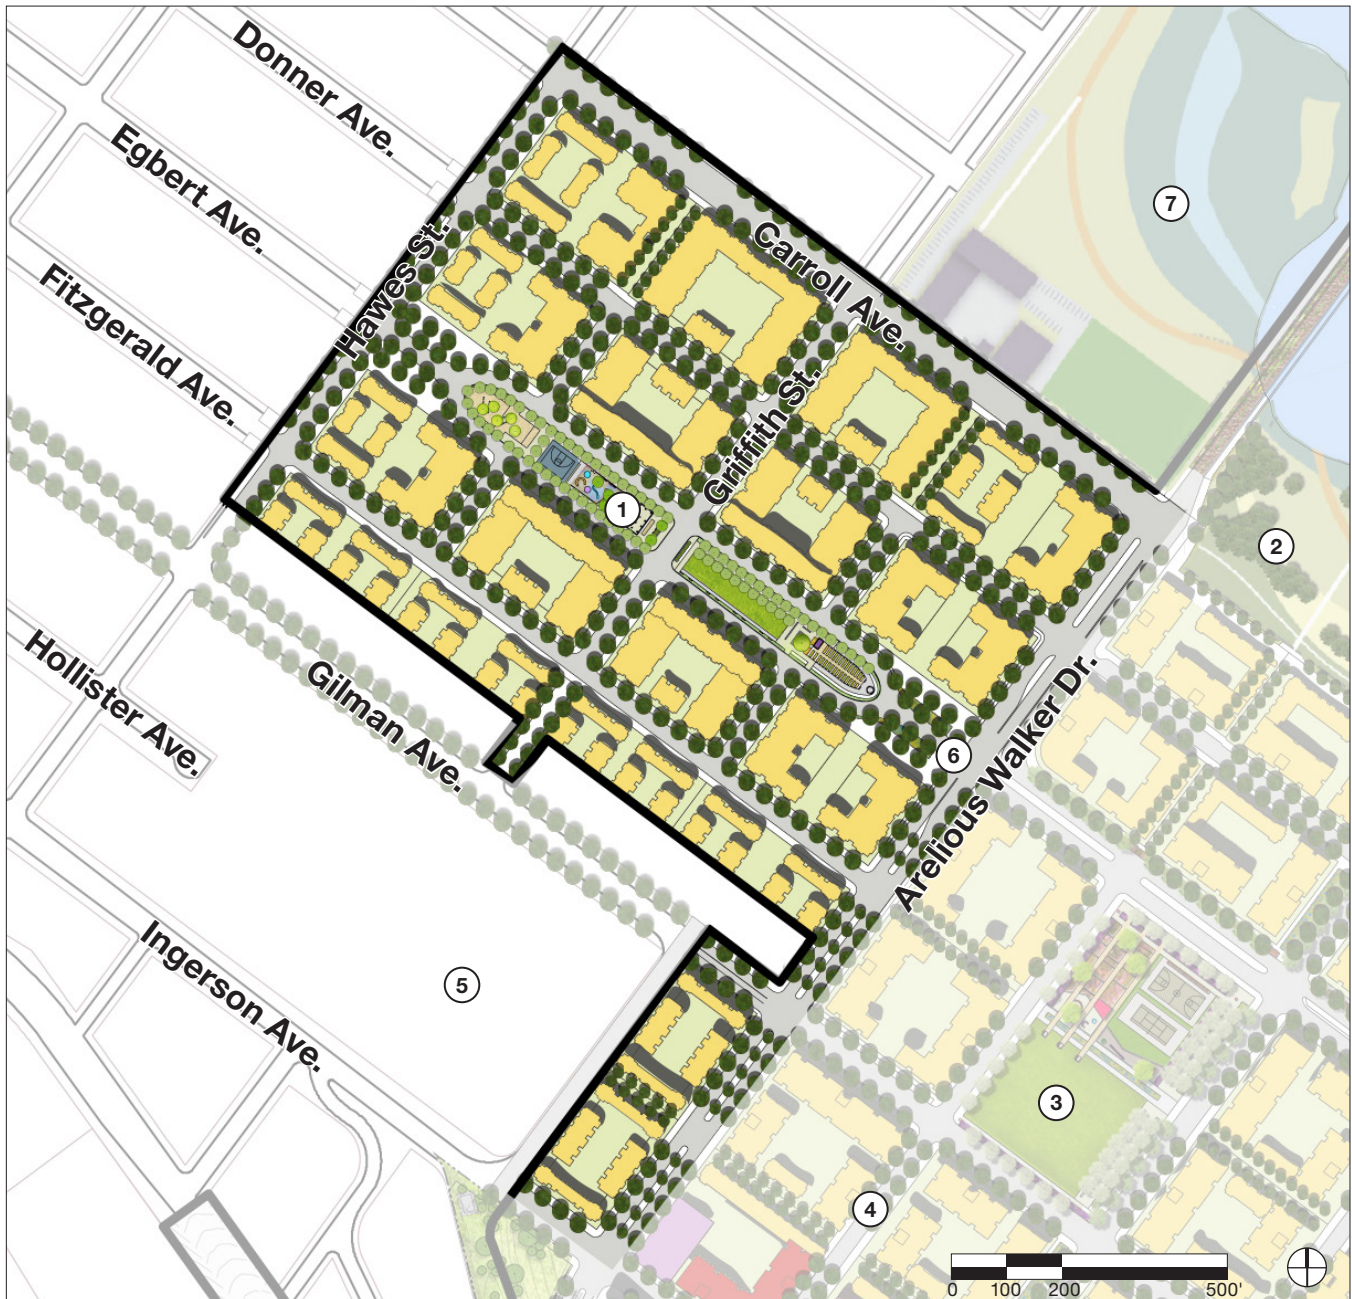 Donner Ave.
Egbert Ave.
Fitzgerald Ave.
Hawes St.
Carroll Ave.
Griffith St.
7
1
2
Hollister Ave.
Gilman Ave.
6
Arelious Walker Dr.
Ingerson Ave.
5
3
4
0 100 200 500'